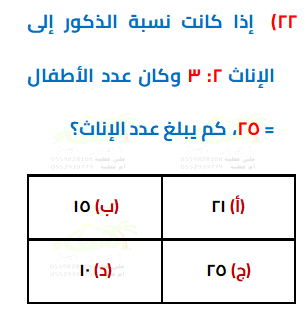 ٢٢) إذا كانت نسبة الذكور إلى
الإناث ٢: ٣ وكان عدد الأطفال
= ٢٥، كم يبلغ عدد الإناث؟
(أ) ٢١
(ب) ١٥
(ج) ٢٥
(د) ١٠